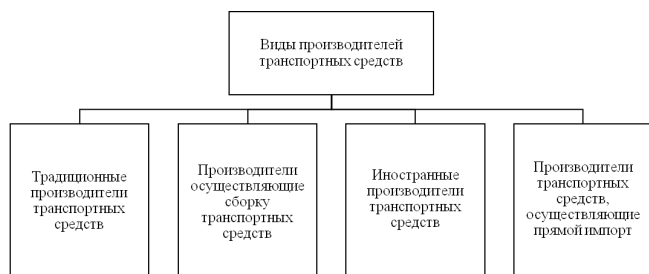 Виды производителей
транспортных средств
Традиционные
производители
транспортных
средств
Производители
осуществляющие
сборку
транспортных
средств
Иностранные
производители
транспортных
средств
Производители
транспортных
средств,
осуществляющие
прямой импорт